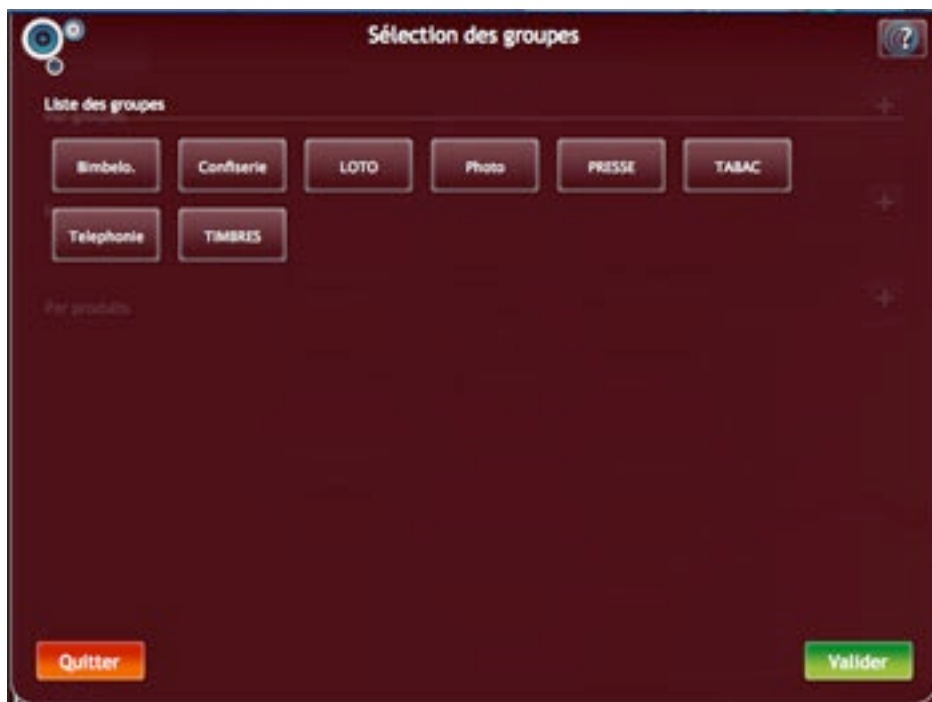 Sélection des groupes
?
Liste des groupes
Bimbelo. Confiserie LOTO Photo PRESSE TABAC
Telephonie TIMBRES
Par produits
Quitter Valider